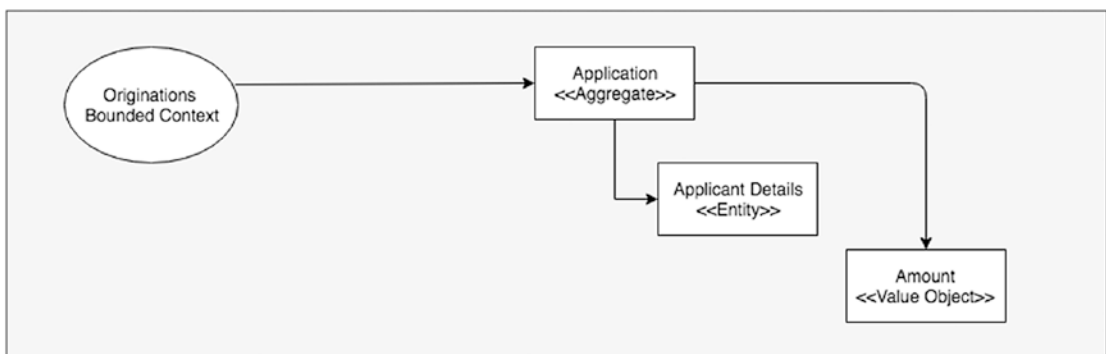 Originations
Bounded Context
Application
<<Aggregate>>
Applicant Details
<<Entity>>
Amount
<<Value Object>>